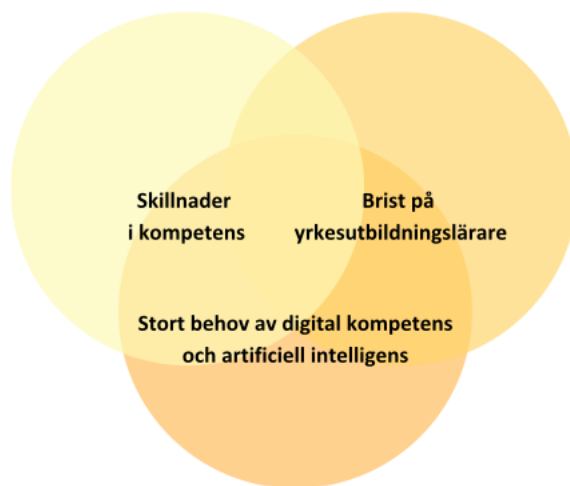 Skillnader
i kompetens
Brist på
yrkesutbildningslärare
Stort behov av digital kompetens
och artificiell intelligens